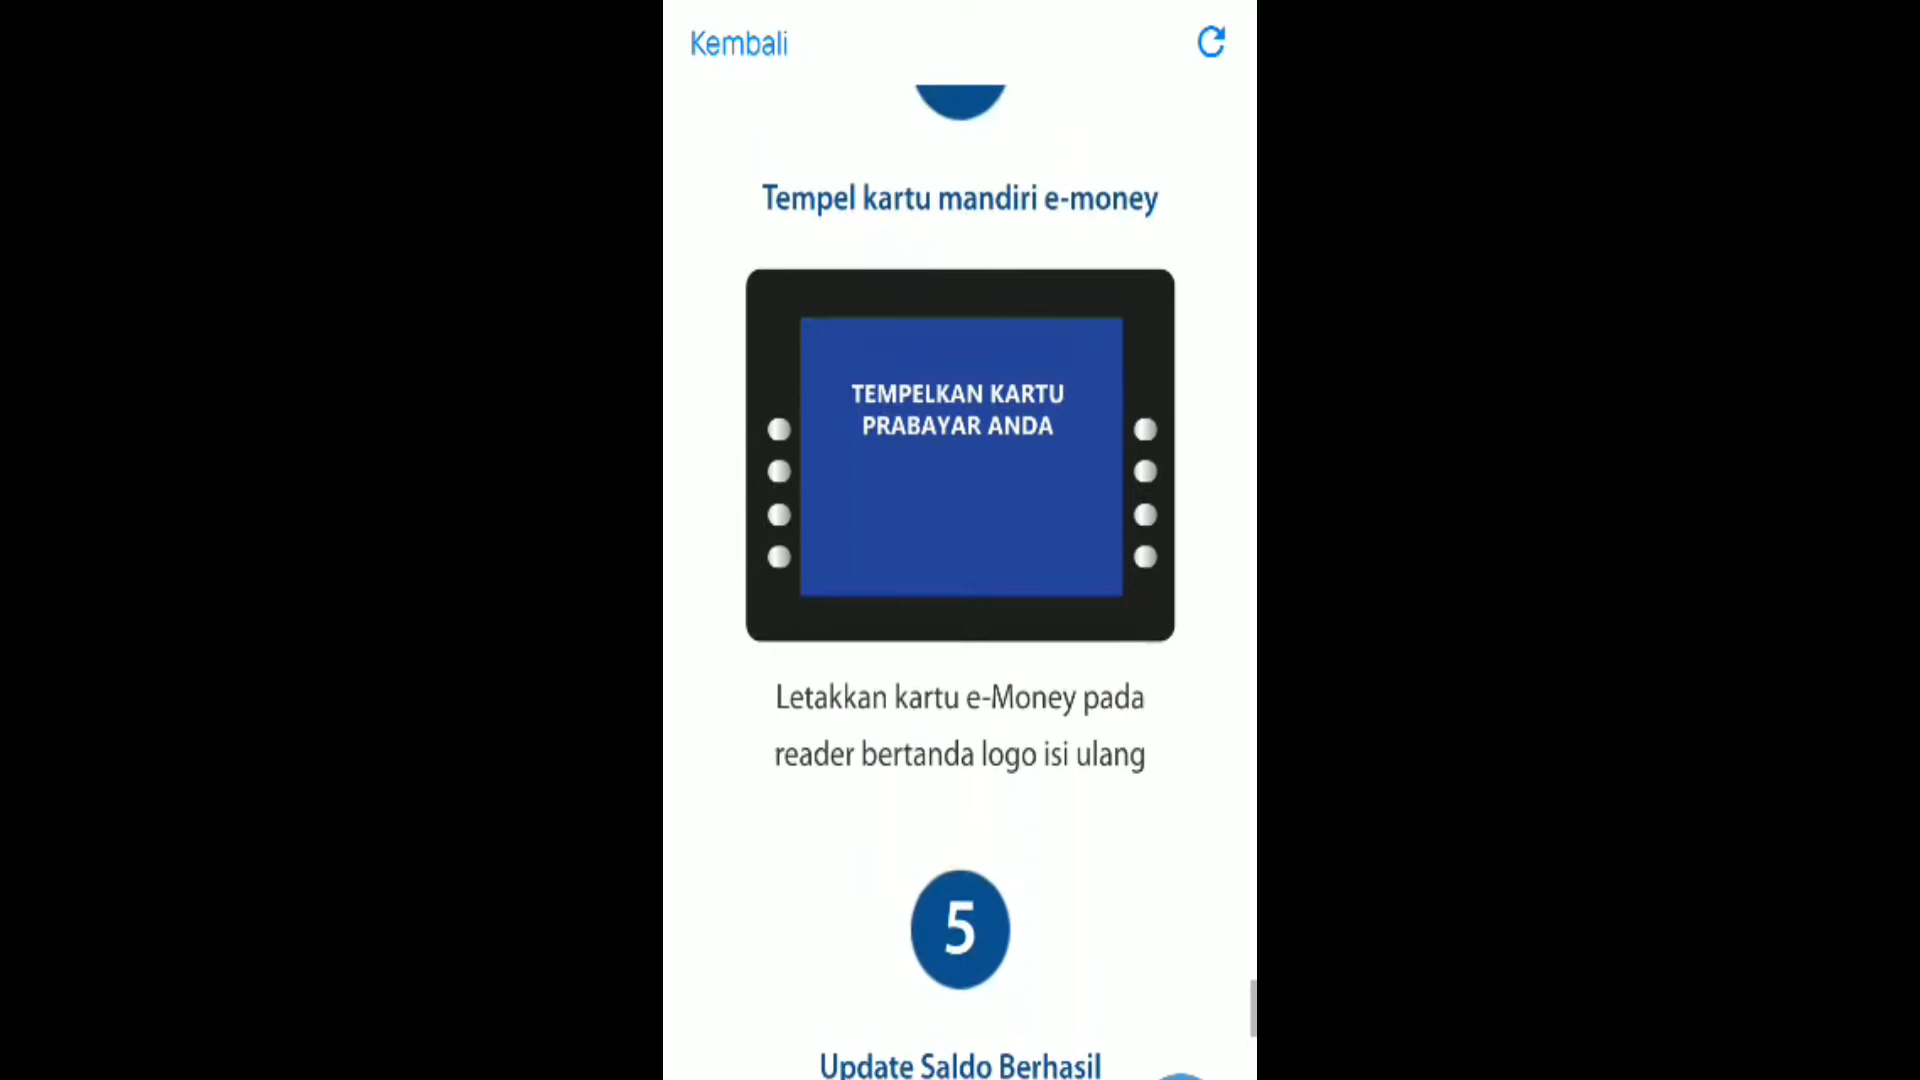 Kembali
Tempel kartu mandiri e-money
TEMPELKAN KARTU
PRABAYAR ANDA
Letakkan kartu e-Money pada
reader bertanda logo isi ulang
5
Update Saldo Berhasil